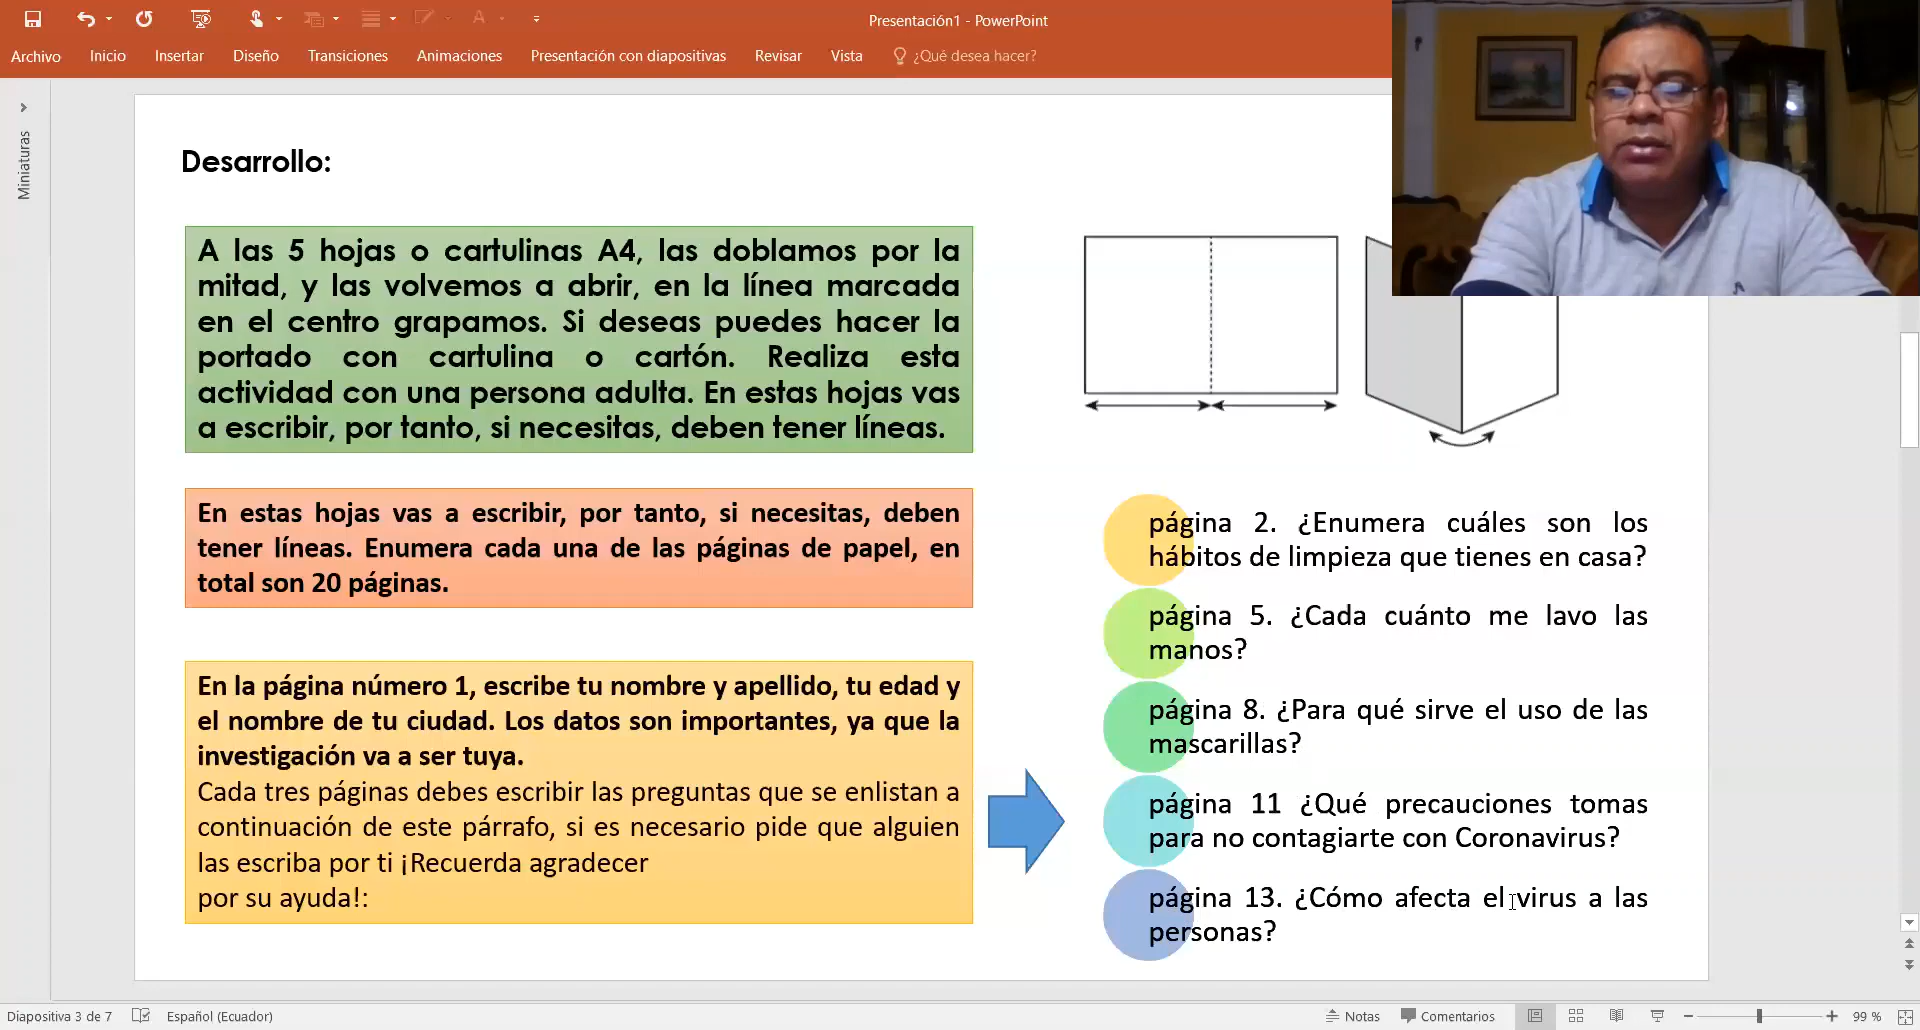 Presentación1 - PowerPoint
Archivo Inicio Insertar Diseño Transiciones Animaciones Presentación con diapositivas Revisar Vista ¿Qué desea hacer?
Miniaturas
Desarrollo:
A las 5 hojas o cartulinas A4, las doblamos por la
mitad, y las volvemos a abrir, en la línea marcada
en el centro grapamos. Si deseas puedes hacer la
portado con cartulina o cartón. Realiza esta
actividad con una persona adulta. En estas hojas vas
a escribir, por tanto, si necesitas, deben tener líneas.
En estas hojas vas a escribir, por tanto, si necesitas, deben
tener líneas. Enumera cada una de las páginas de papel, en
total son 20 páginas.
En la página número 1, escribe tu nombre y apellido, tu edad y
el nombre de tu ciudad. Los datos son importantes, ya que la
investigación va a ser tuya.
Cada tres páginas debes escribir las preguntas que se enlistan a
continuación de este párrafo, si es necesario pide que alguien
las escriba por ti ¡Recuerda agradecer
por su ayuda!:
página 2. ¿Enumera cuáles son los
hábitos de limpieza que tienes en casa?
página 5. ¿Cada cuánto me lavo las
manos?
página 8. ¿Para qué sirve el uso de las
mascarillas?
página 11 ¿Qué precauciones tomas
para no contagiarte con Coronavirus?
página 13. ¿Cómo afecta el virus a las
personas?
Diapositiva 3 de 7 Español (Ecuador) Notas Comentarios 99 %